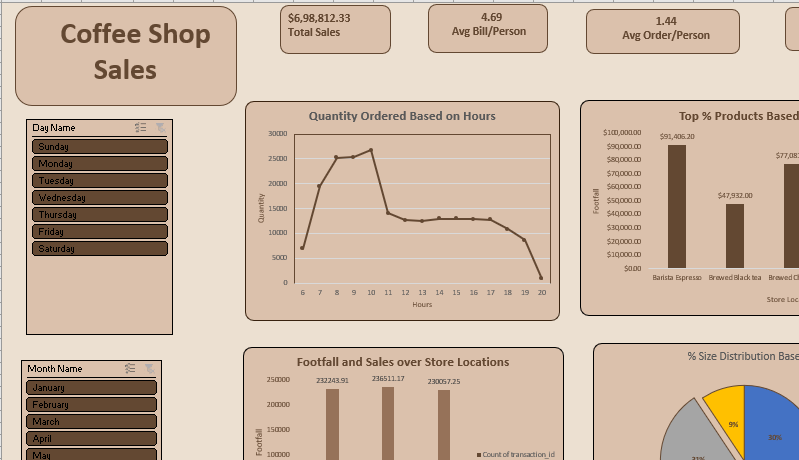 Coffee Shop
Sales
$6,98,812.33
Total Sales
4.69
Avg Bill/Person
1.44
Avg Order/Person
Day Name
Sunday
Monday
Tuesday
Wednesday
Thursday
Friday
Saturday
Quantity Ordered Based on Hours
30000
25000
20000
15000
10000
5000
0
Quantity
6 7 8 9 10 11 12 13 14 15 16 17 18 19 20
Hours
Top % Products Based
$100,000.00
$90,000.00
$80,000.00
$70,000.00
$60,000.00
$50,000.00
$40,000.00
$30,000.00
$20,000.00
$10,000.00
$0.00
Footfall
$91,406.20
$47,932.00
Barista Espresso Brewed Black tea Brewed
Store Loc
Month Name
January
February
March
April
May
Footfall and Sales over Store Locations
250000
200000
150000
100000
Footfall
232243.91 236511.17 230057.25
Count of transaction_id
% Size Distribution Base
9%
30%
31%